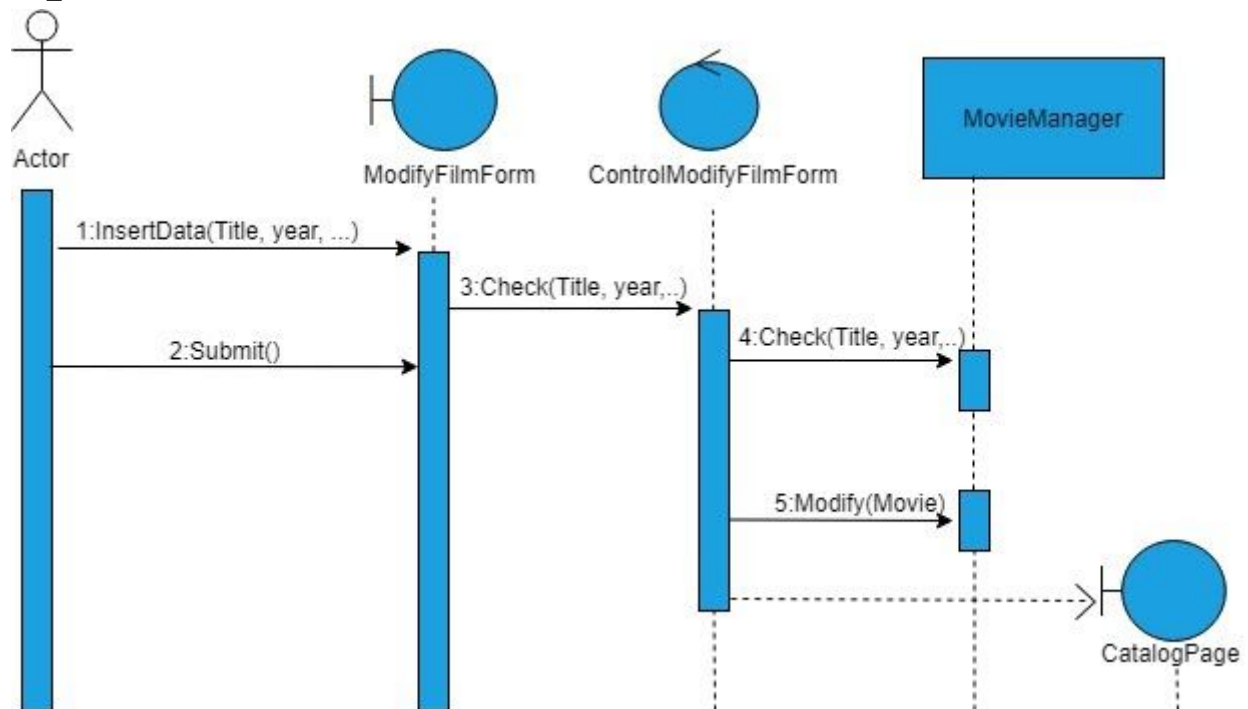 Actor
ModifyFilmForm
ControlModifyFilmForm
MovieManager
1:InsertData(Title, year, ...)
3:Check(Title, year,..)
2:Submit()
4:Check(Title, year,..)
5:Modify(Movie)
CatalogPage